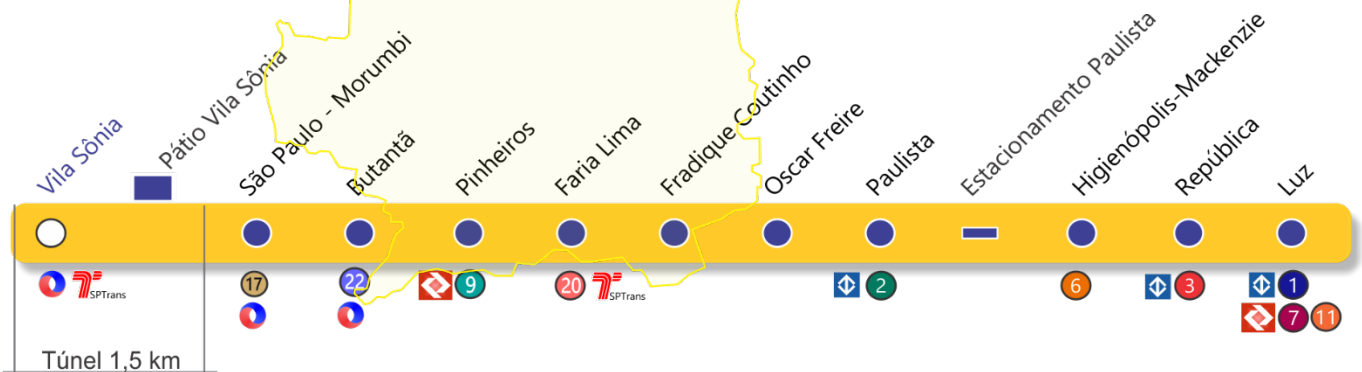 Vila Sônia
Pátio Vila Sônia
São Paulo - Morumbi
Butantã
Pinheiros
Faria Lima
Fradique Coutinho
Oscar Freire
Paulista
Estacionamento Paulista
Higienópolis-Mackenzie
República
Luz
SPTrans
17
22
9
20
SPTrans
2
6
3
1
7
11
Túnel 1,5 km